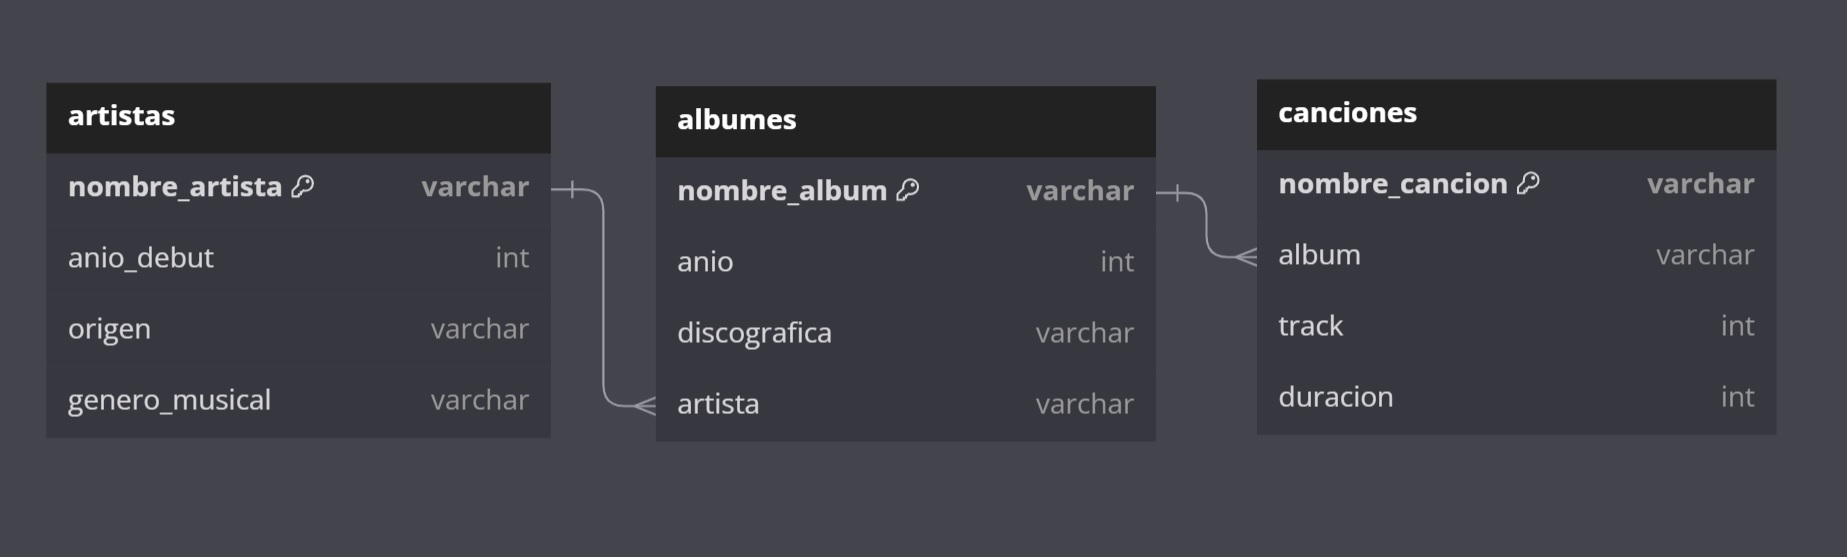 artistas
nombre_artista varchar
anio_debut int
origen varchar
genero_musical varchar
albumes
nombre_album varchar
anio int
discografica varchar
artista varchar
canciones
nombre_cancion varchar
album varchar
track int
duracion int